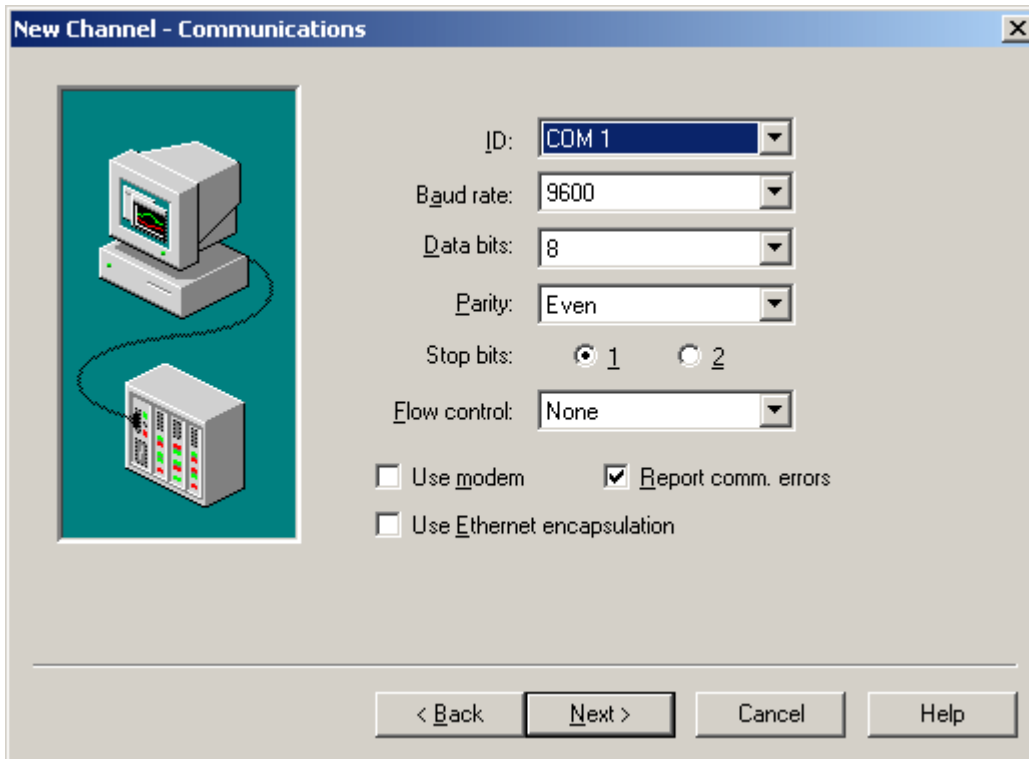 New Channel - Communications
ID: COM 1
Baud rate: 9600
Data bits: 8
Parity: Even
Stop bits: 1 2
Flow control: None
Use modem Report comm. errors
Use Ethernet encapsulation
< Back Next > Cancel Help